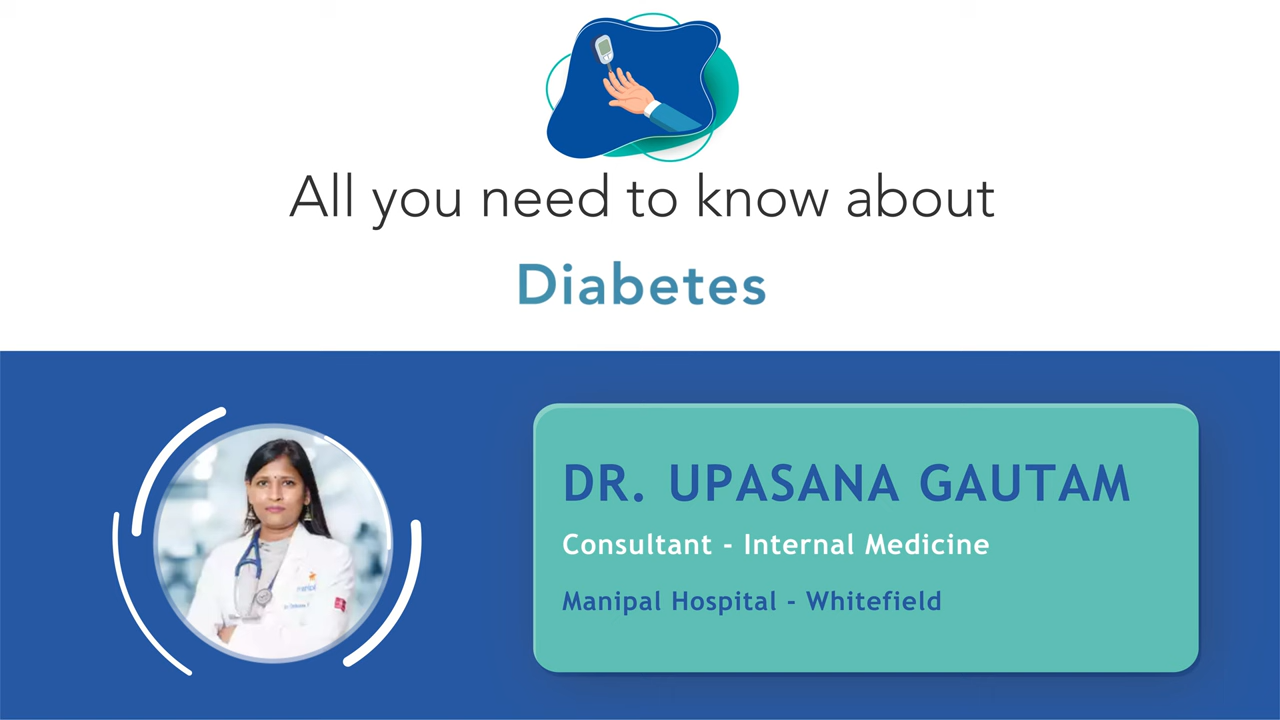 All you need to know about
Diabetes
DR. UPASANA GAUTAM
Consultant - Internal Medicine
Manipal Hospital - Whitefield